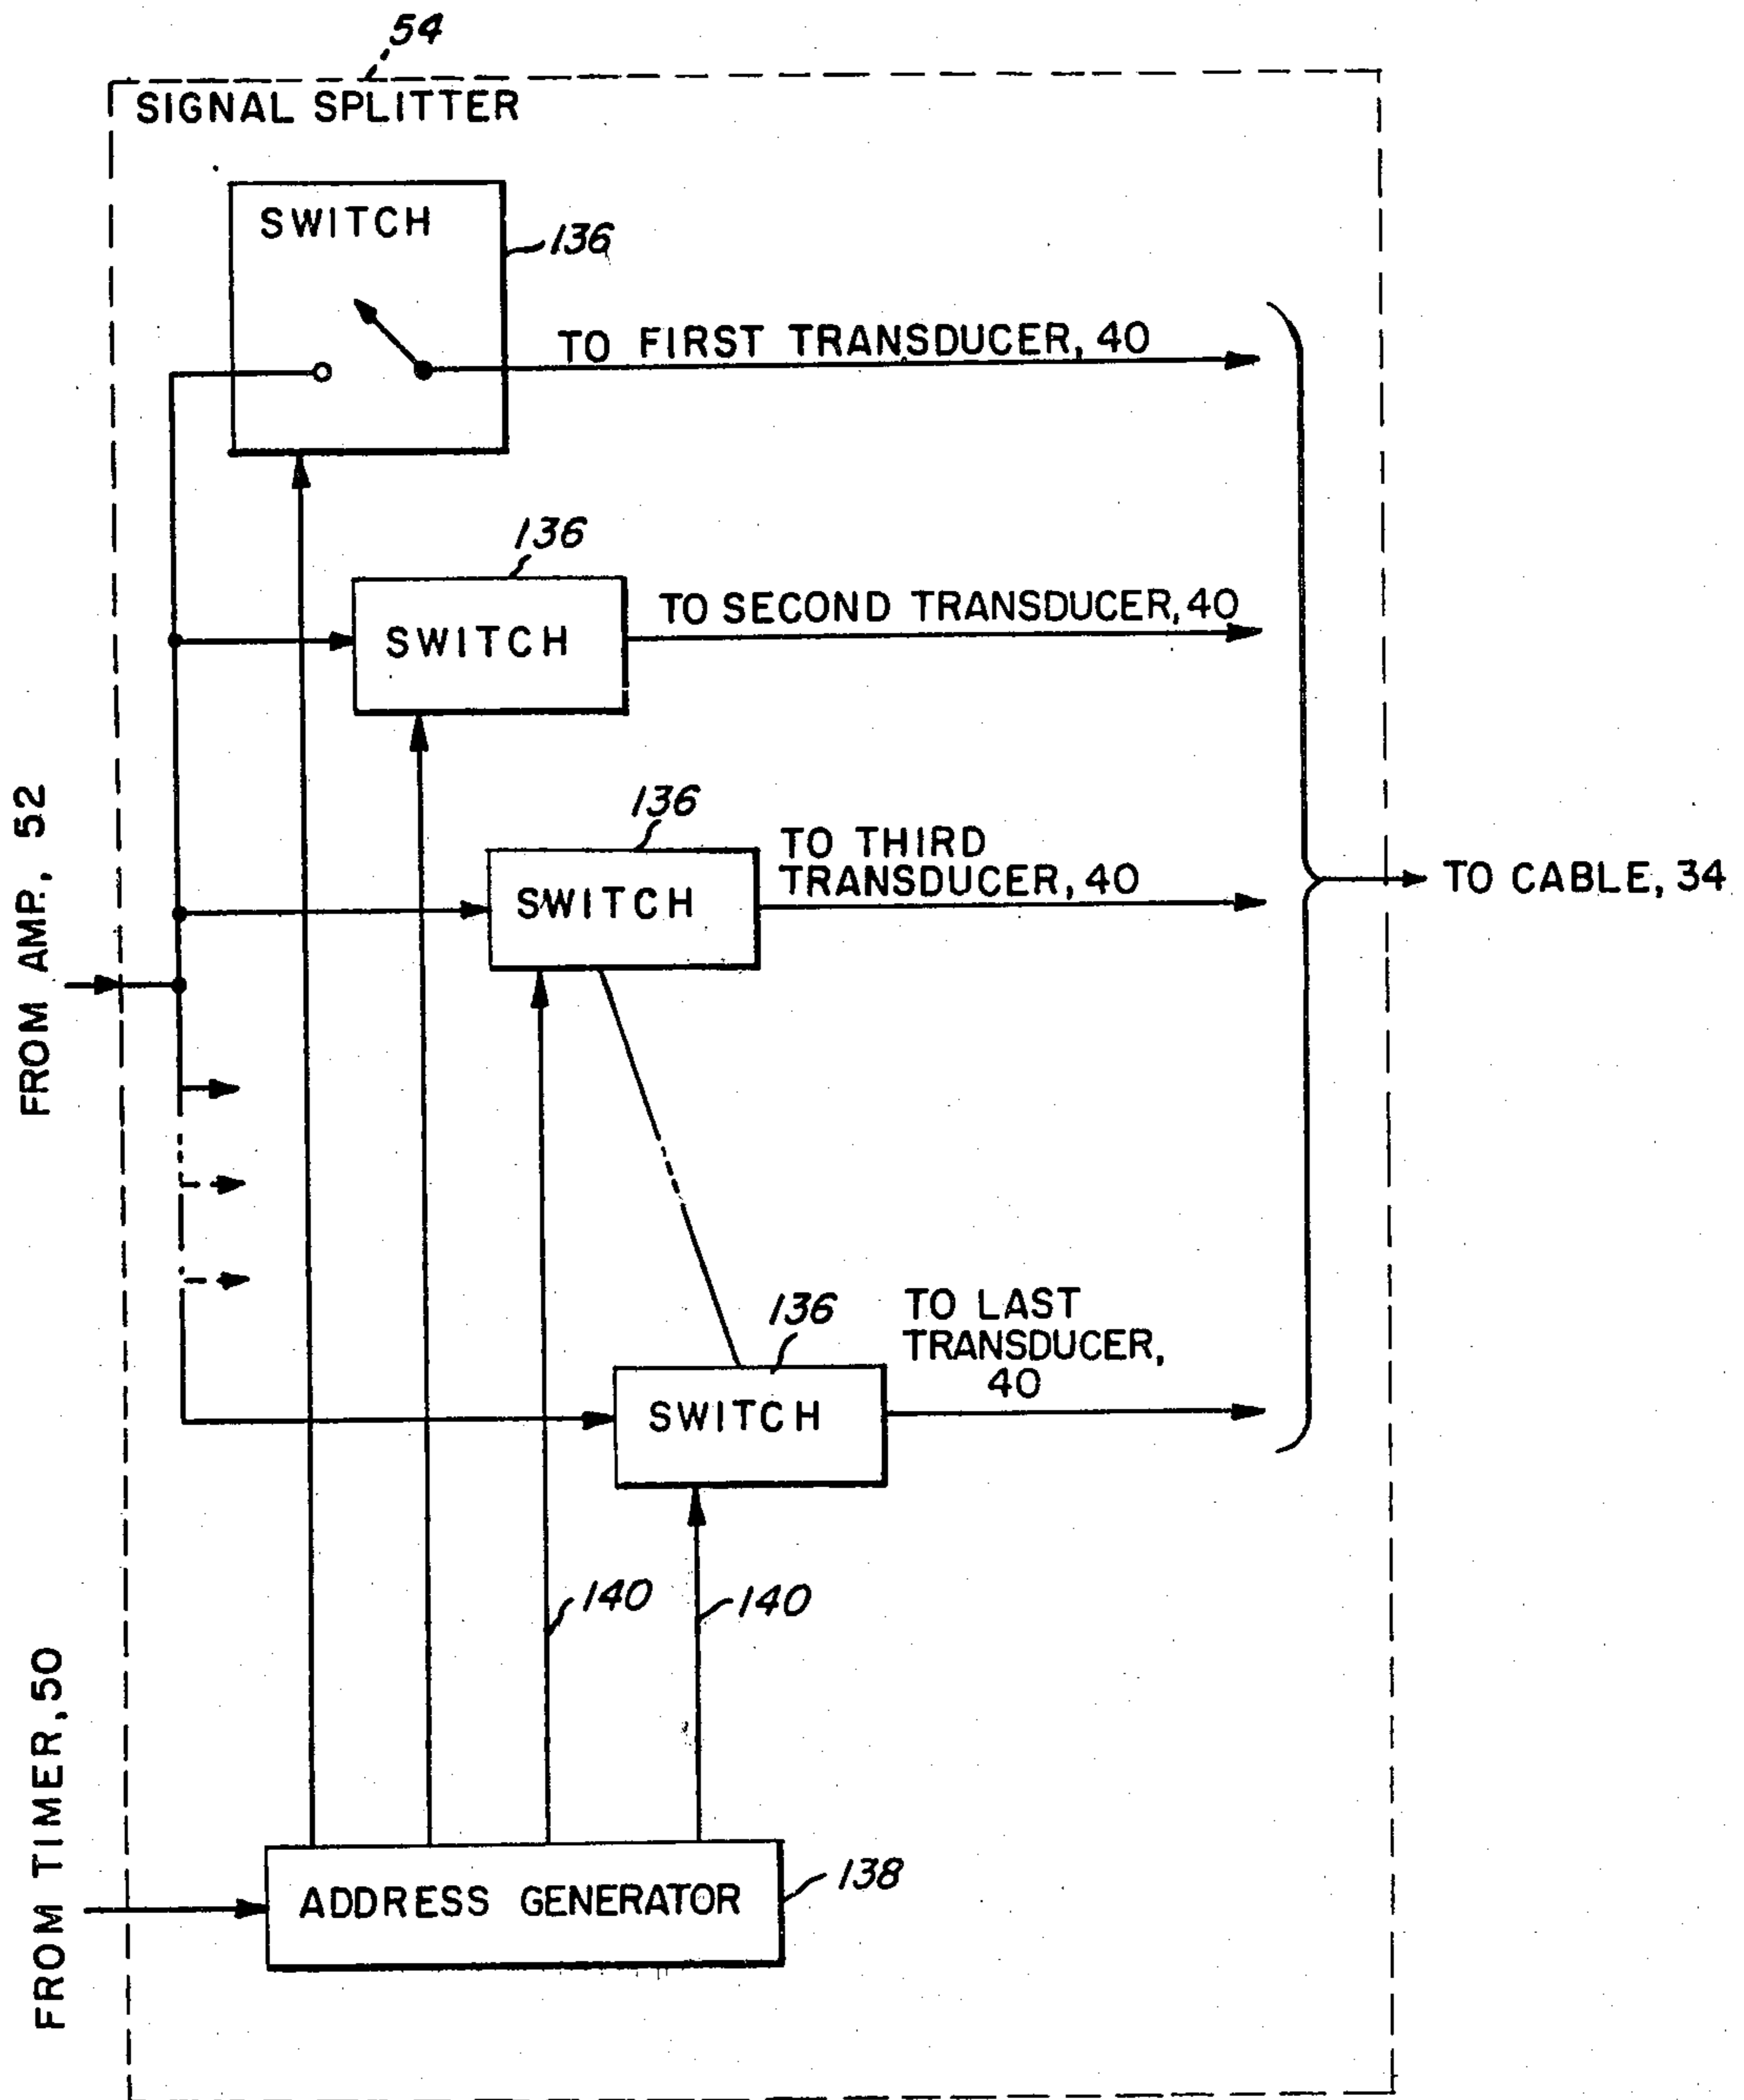 54
SIGNAL SPLITTER
SWITCH
136
TO FIRST TRANSDUCER, 40
136
SWITCH
TO SECOND TRANSDUCER, 40
136
SWITCH
TO THIRD
TRANSDUCER, 40
FROM AMP. 52
TO CABLE, 34
136
SWITCH
TO LAST
TRANSDUCER,
40
140
140
FROM TIMER, 50
ADDRESS GENERATOR
138